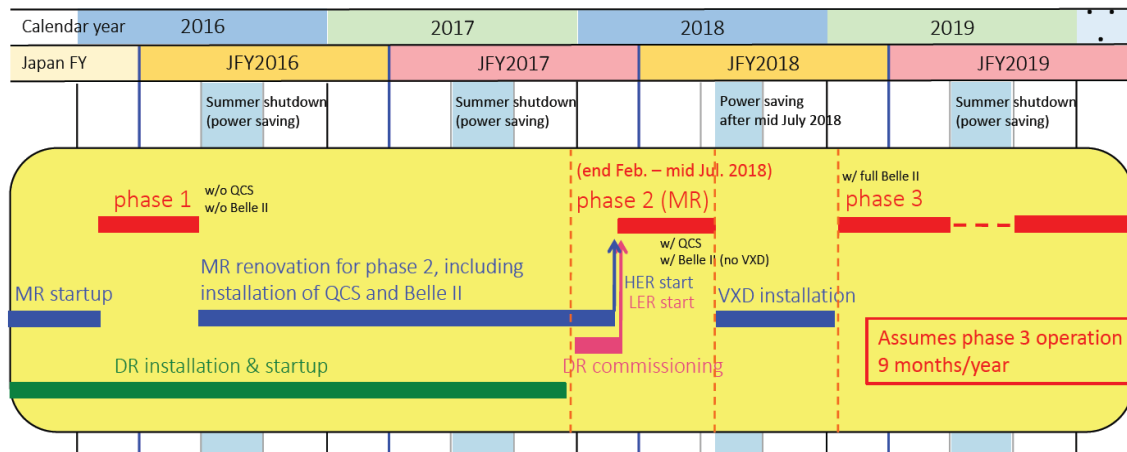 Calendar year 2016 2017 2018 2019
Japan FY JFY2016 JFY2017 JFY2018 JFY2019
Summer shutdown
(power saving)
Summer shutdown
(power saving)
Power saving
after mid July 2018
Summer shutdown
(power saving)
phase 1
w/o QCS
w/o Belle II
(end Feb. – mid Jul. 2018)
phase 2 (MR)
w/ QCS
w/ Belle II (no VXD)
w/ full Belle II
phase 3
MR startup
MR renovation for phase 2, including
installation of QCS and Belle II
HER start
LER start
VXD installation
DR installation & startup
DR commissioning
Assumes phase 3 operation
9 months/year